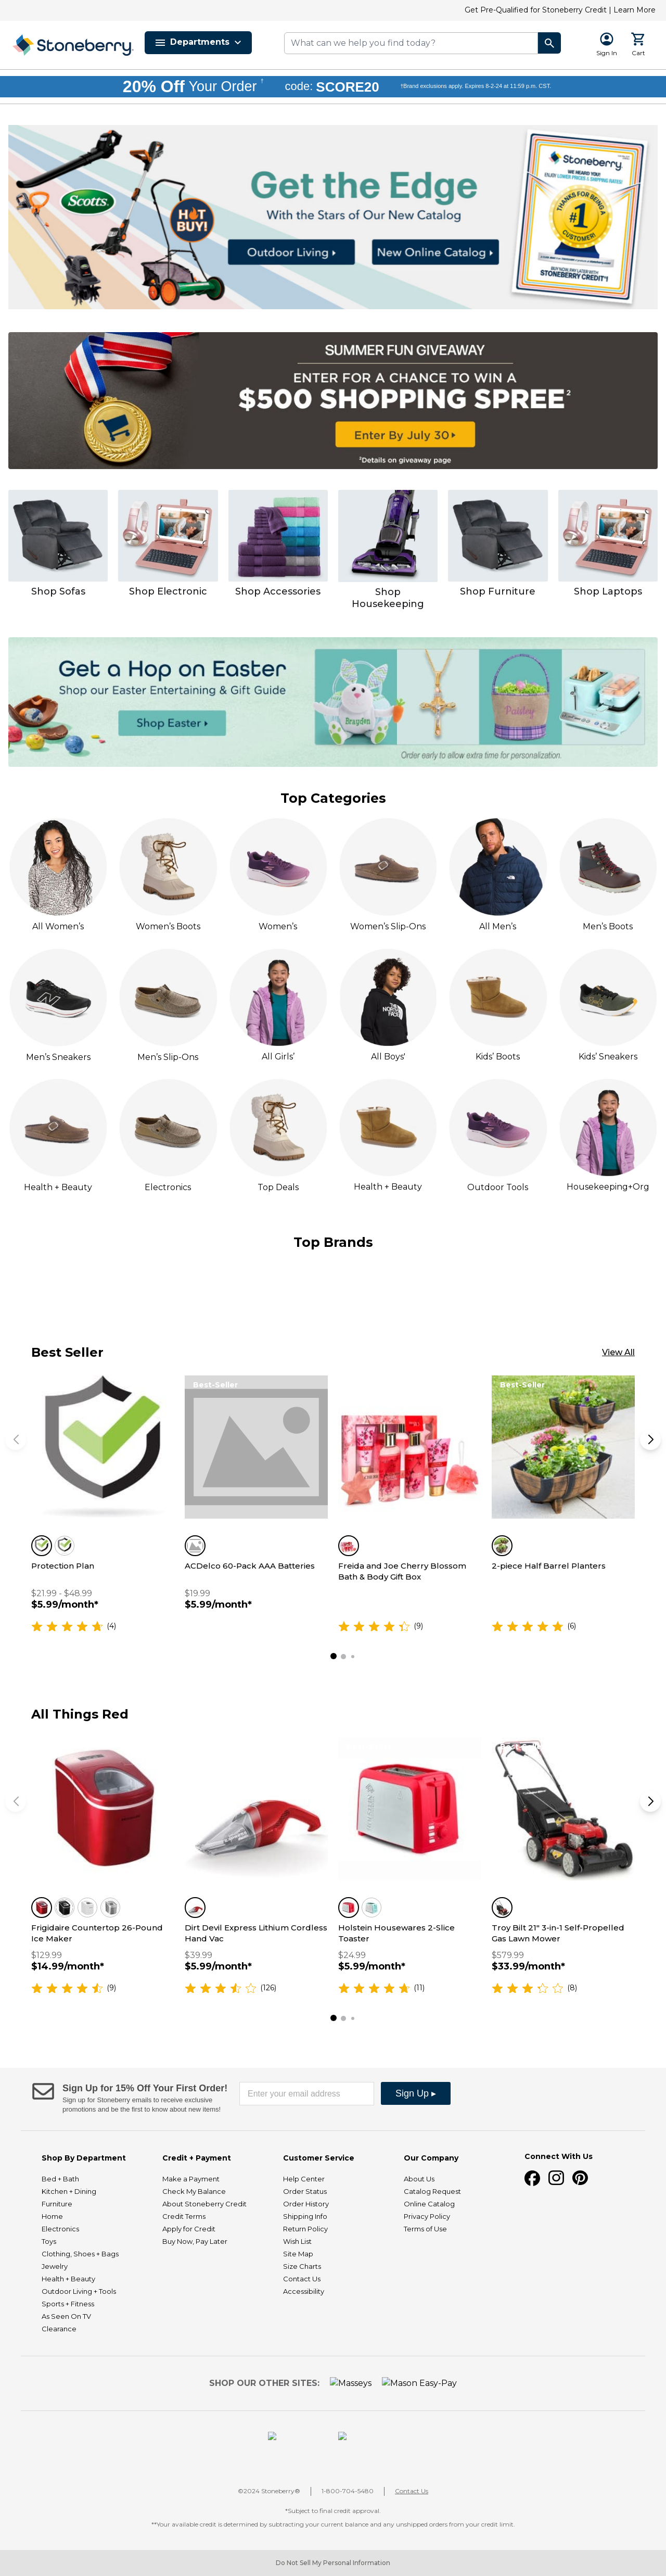 Get Pre-Qualified for Stoneberry Credit | Learn More
Stoneberry
Departments
What can we help you find today?
Sign In
Cart
20% Off Your Order †
code: SCORE20
†Brand exclusions apply. Expires 8-2-24 at 11:59 p.m. CST.
Scotts
HOT BUY!
Get the Edge
With the Stars of Our New Catalog
Outdoor Living
New Online Catalog
Stoneberry
WE HEARD YOU!
ENJOY LOWER PRICES & SHIPPING RATES!
THANKS FOR BEING A
#1
CUSTOMER!
BUY NOW, PAY LATER WITH
STONEBERRY CREDIT!
SUMMER FUN GIVEAWAY
ENTER FOR A CHANCE TO WIN A
$500 SHOPPING SPREE²
Enter By July 30
²Details on giveaway page
Shop Sofas
Shop Electronic
Shop Accessories
Shop
Housekeeping
Shop Furniture
Shop Laptops
Get a Hop on Easter
Shop our Easter Entertaining & Gift Guide
Shop Easter
Brayden
Paisley
Order early to allow extra time for personalization.
Top Categories
All Women’s
Women’s Boots
Women’s
Women’s Slip-Ons
All Men’s
Men’s Boots
Men’s Sneakers
Men’s Slip-Ons
All Girls’
All Boys'
Kids’ Boots
Kids’ Sneakers
Health + Beauty
Electronics
Top Deals
Health + Beauty
Outdoor Tools
Housekeeping+Org
Top Brands
Best Seller
View All
Best-Seller
Best-Seller
Protection Plan
$21.99 - $48.99
$5.99/month*
(4)
ACDelco 60-Pack AAA Batteries
$19.99
$5.99/month*
Freida and Joe Cherry Blossom
Bath & Body Gift Box
(9)
2-piece Half Barrel Planters
(6)
All Things Red
Frigidaire Countertop 26-Pound
Ice Maker
$129.99
$14.99/month*
(9)
Dirt Devil Express Lithium Cordless
Hand Vac
$39.99
$5.99/month*
(126)
Holstein Housewares 2-Slice
Toaster
$24.99
$5.99/month*
(11)
Troy Bilt 21" 3-in-1 Self-Propelled
Gas Lawn Mower
$579.99
$33.99/month*
(8)
Sign Up for 15% Off Your First Order!
Sign up for Stoneberry emails to receive exclusive
promotions and be the first to know about new items!
Enter your email address
Sign Up ▸
Shop By Department
Bed + Bath
Kitchen + Dining
Furniture
Home
Electronics
Toys
Clothing, Shoes + Bags
Jewelry
Health + Beauty
Outdoor Living + Tools
Sports + Fitness
As Seen On TV
Clearance
Credit + Payment
Make a Payment
Check My Balance
About Stoneberry Credit
Credit Terms
Apply for Credit
Buy Now, Pay Later
Customer Service
Help Center
Order Status
Order History
Shipping Info
Return Policy
Wish List
Site Map
Size Charts
Contact Us
Accessibility
Our Company
About Us
Catalog Request
Online Catalog
Privacy Policy
Terms of Use
Connect With Us
SHOP OUR OTHER SITES:
Masseys
Mason Easy-Pay
©2024 Stoneberry®
1-800-704-5480
Contact Us
*Subject to final credit approval.
**Your available credit is determined by subtracting your current balance and any unshipped orders from your credit limit.
Do Not Sell My Personal Information